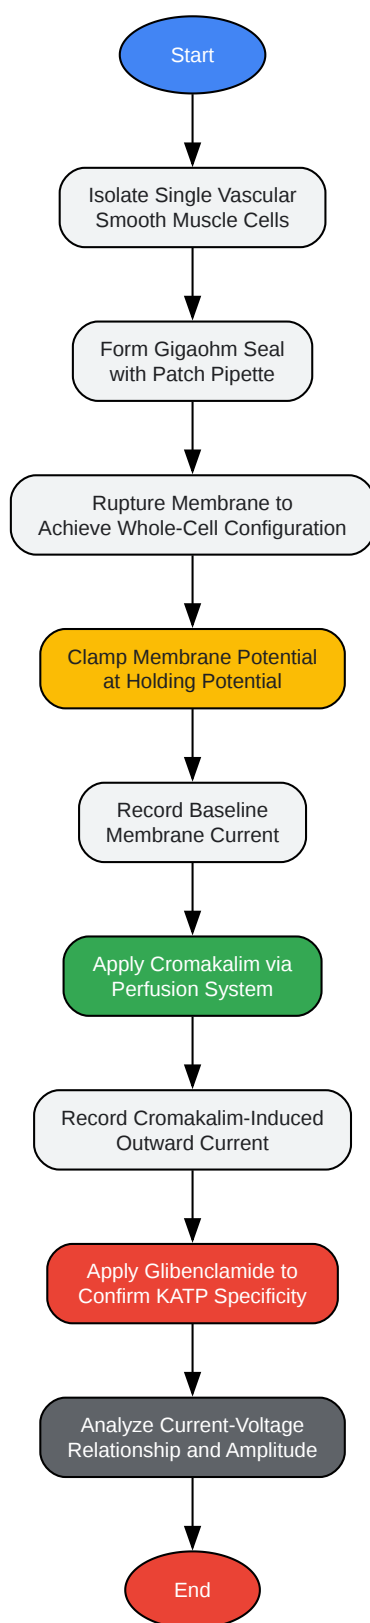 Start
Isolate Single Vascular
Smooth Muscle Cells
Form Gigaohm Seal
with Patch Pipette
Rupture Membrane to
Achieve Whole-Cell Configuration
Clamp Membrane Potential
at Holding Potential
Record Baseline
Membrane Current
Apply Cromakalim via
Perfusion System
Record Cromakalim-Induced
Outward Current
Apply Glibenclamide to
Confirm KATP Specificity
Analyze Current-Voltage
Relationship and Amplitude
End